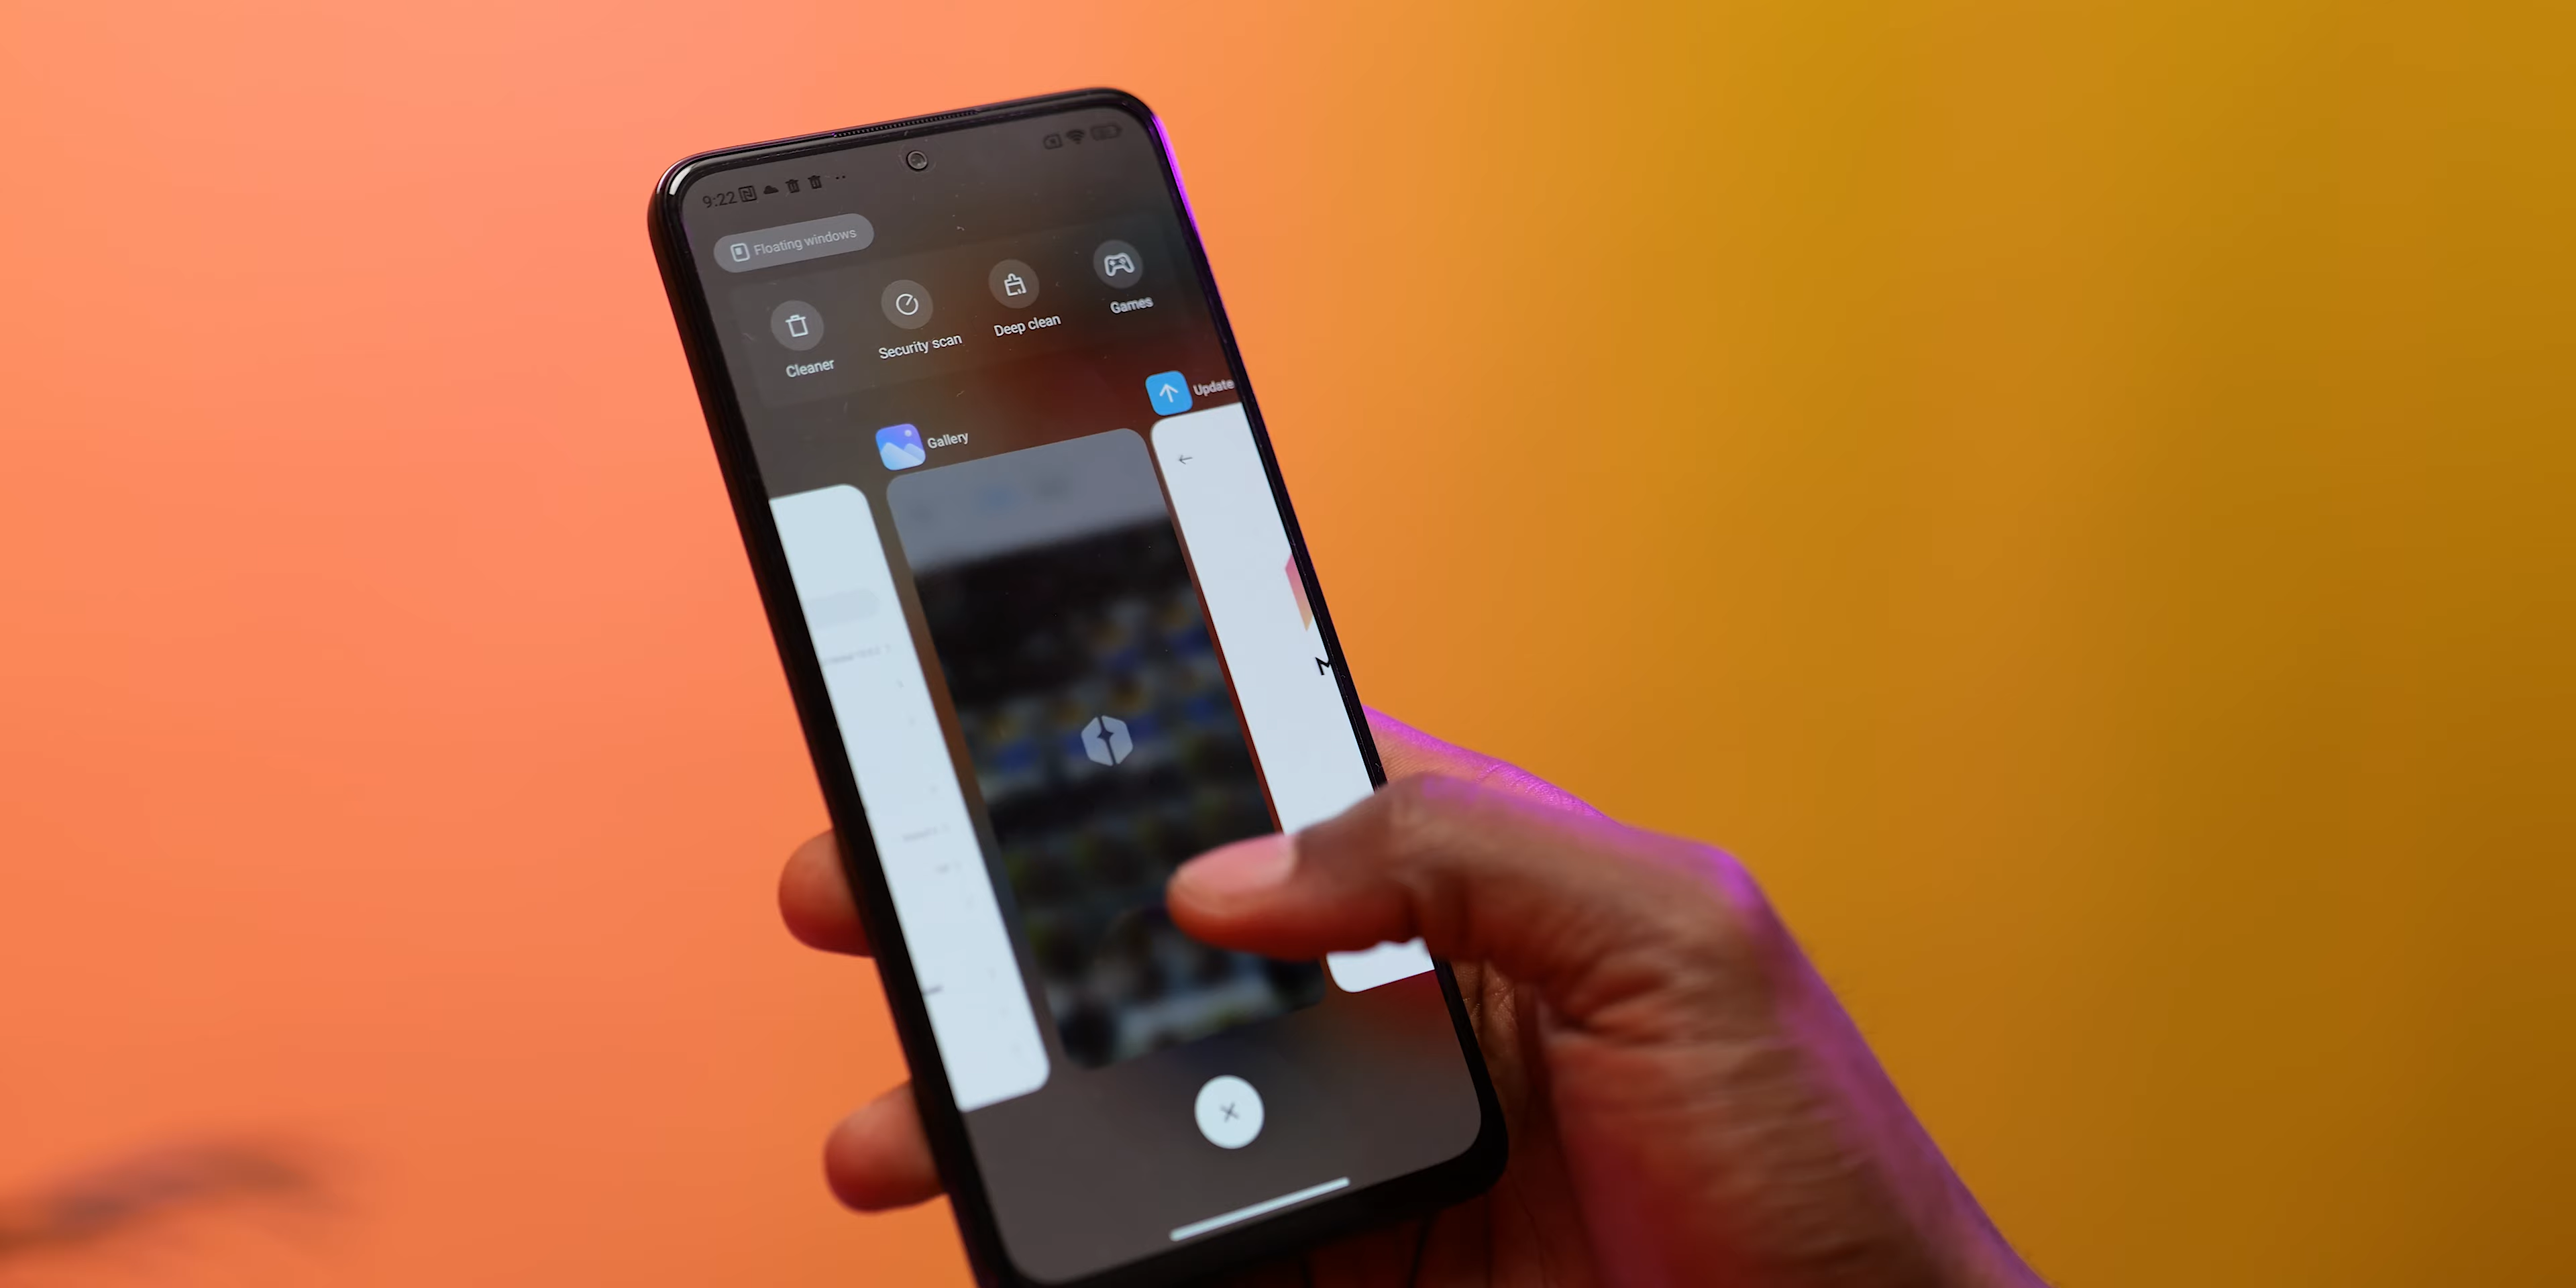 9:22
Floating windows
Cleaner
Security scan
Deep clean
Games
Gallery
Update
M